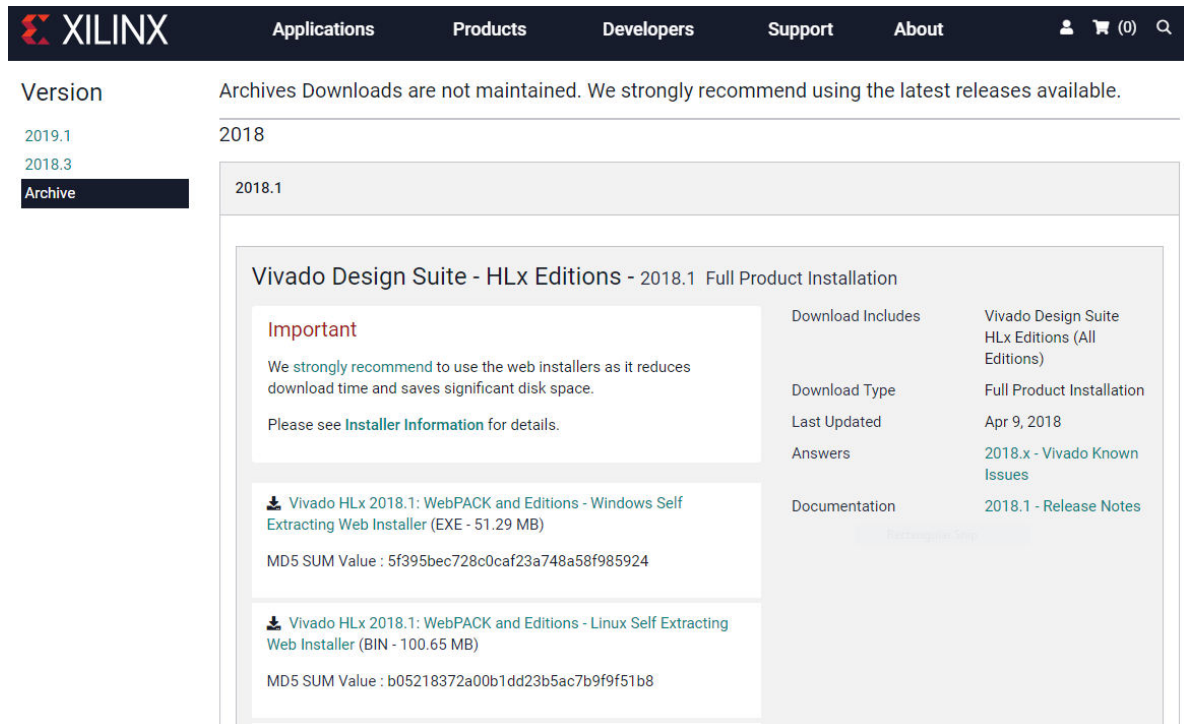 XILINX
Applications Products Developers Support About (0)
Version
2019.1
2018.3
Archive
Archives Downloads are not maintained. We strongly recommend using the latest releases available.
2018
2018.1
Vivado Design Suite - HLx Editions - 2018.1 Full Product Installation
Important
We strongly recommend to use the web installers as it reduces
download time and saves significant disk space.
Please see Installer Information for details.
Vivado HLx 2018.1: WebPACK and Editions - Windows Self
Extracting Web Installer (EXE - 51.29 MB)
MD5 SUM Value : 5f395bec728c0caf23a748a58f985924
Vivado HLx 2018.1: WebPACK and Editions - Linux Self Extracting
Web Installer (BIN - 100.65 MB)
MD5 SUM Value : b05218372a00b1dd23b5ac7b9f9f51b8
Download Includes Vivado Design Suite
HLx Editions (All
Editions)
Download Type Full Product Installation
Last Updated Apr 9, 2018
Answers 2018.x - Vivado Known
Issues
Documentation 2018.1 - Release Notes